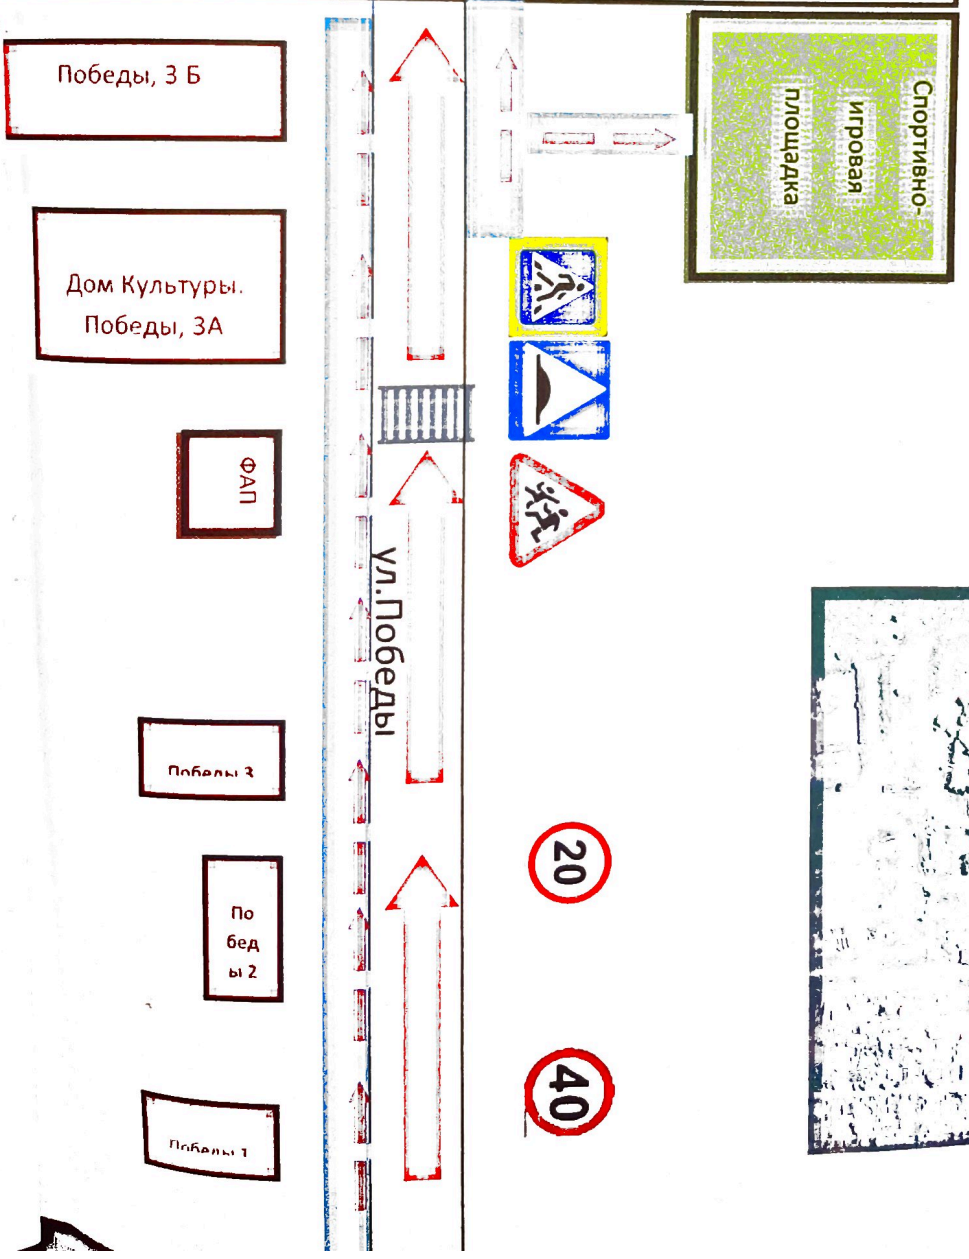 Победы, 3 Б
Спортивно-
игровая
площадка
Дом Культуры.
Победы, 3А
ФАП
ул.Победы
Победы 3
20
По
бед
ы 2
40
Победы 1